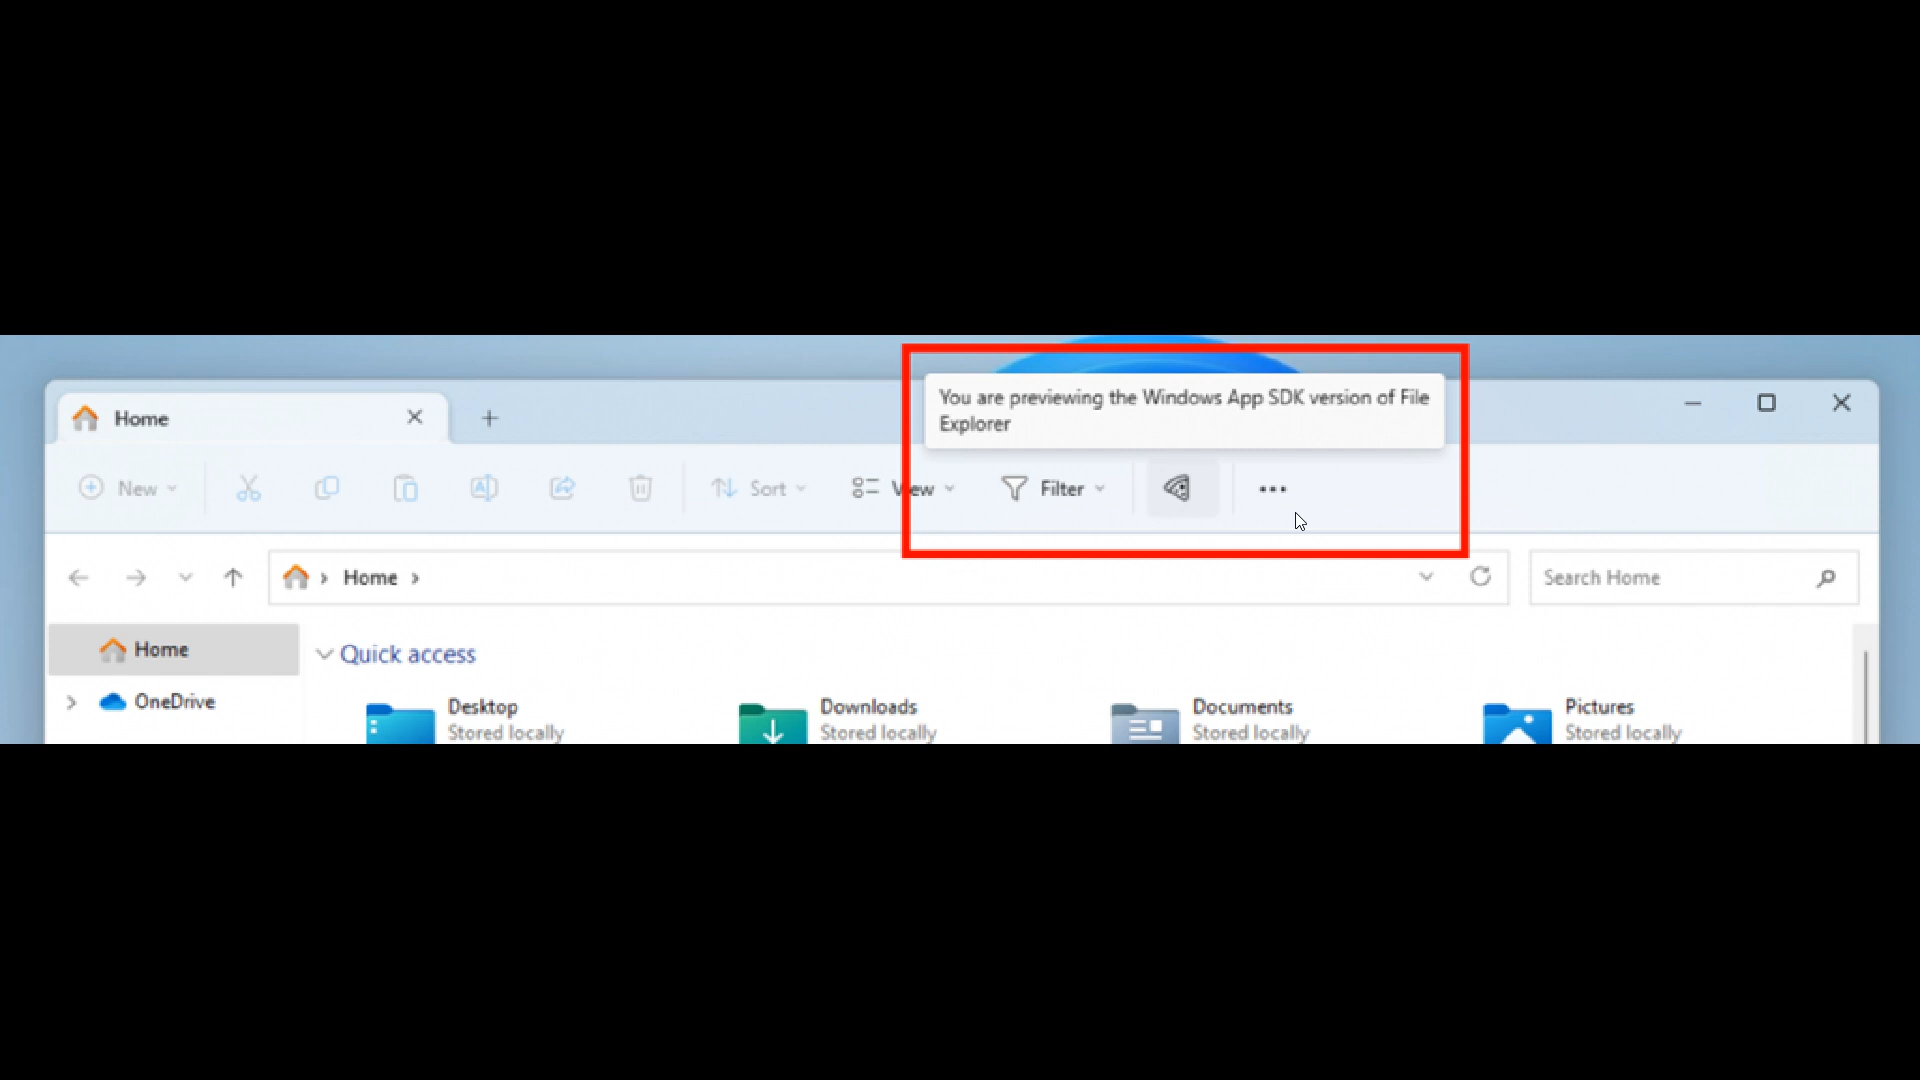 You are previewing the Windows App SDK version of File
Explorer
Home
New
Sort
View
Filter
Home
Search Home
Home
Quick access
OneDrive
Desktop
Stored locally
Downloads
Stored locally
Documents
Stored locally
Pictures
Stored locally